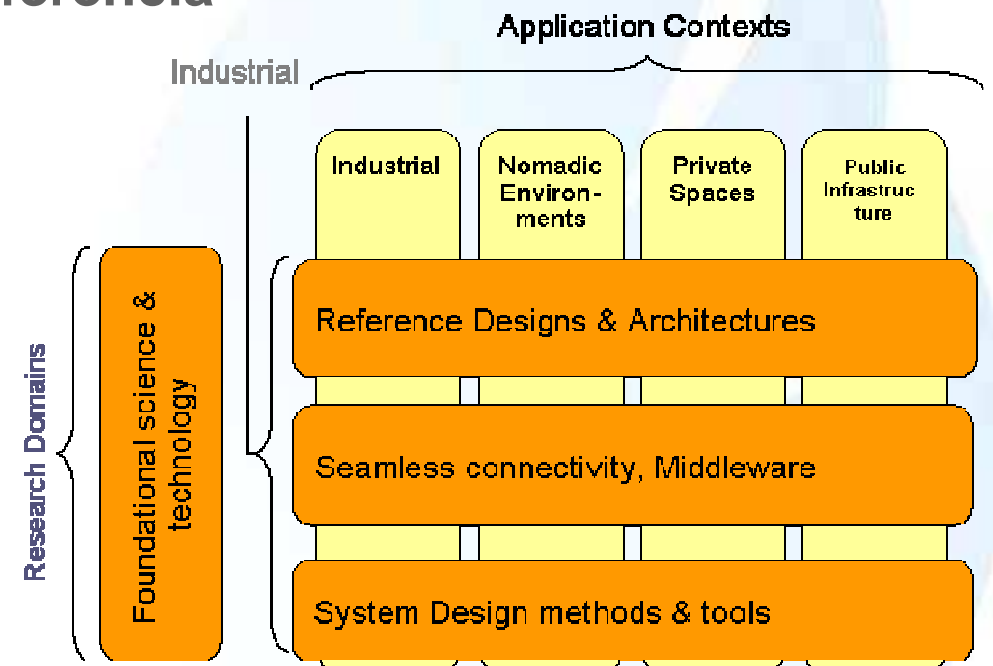 Application Contexts
Industrial
Industrial
Nomadic
Environ-
ments
Private
Spaces
Public
Infrastruc
ture
Research Domains
Foundational science &
technology
Reference Designs & Architectures
Seamless connectivity, Middleware
System Design methods & tools